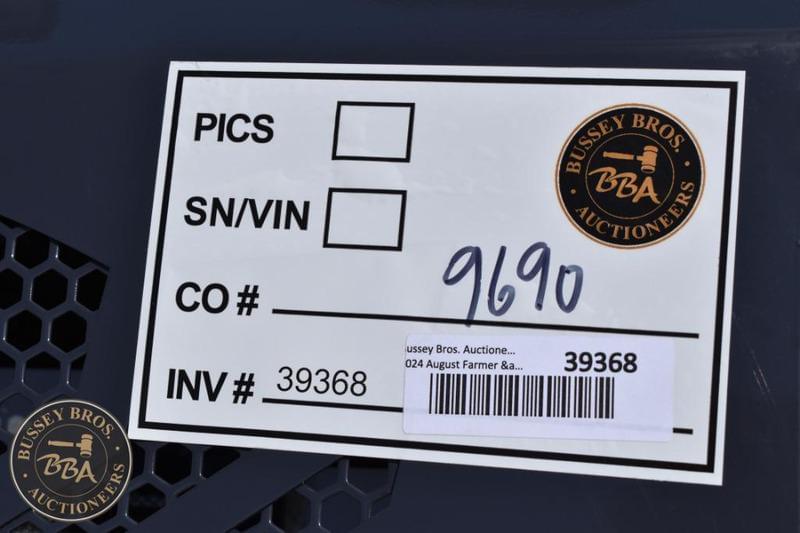 PICS
BUSSEY BROS.
BBA
AUCTIONEERS
SN/VIN
CO # 9690
INV # 39368
ussey Bros. Auctione...
024 August Farmer &a...
39368
BUSSEY BROS.
BBA
AUCTIONEERS